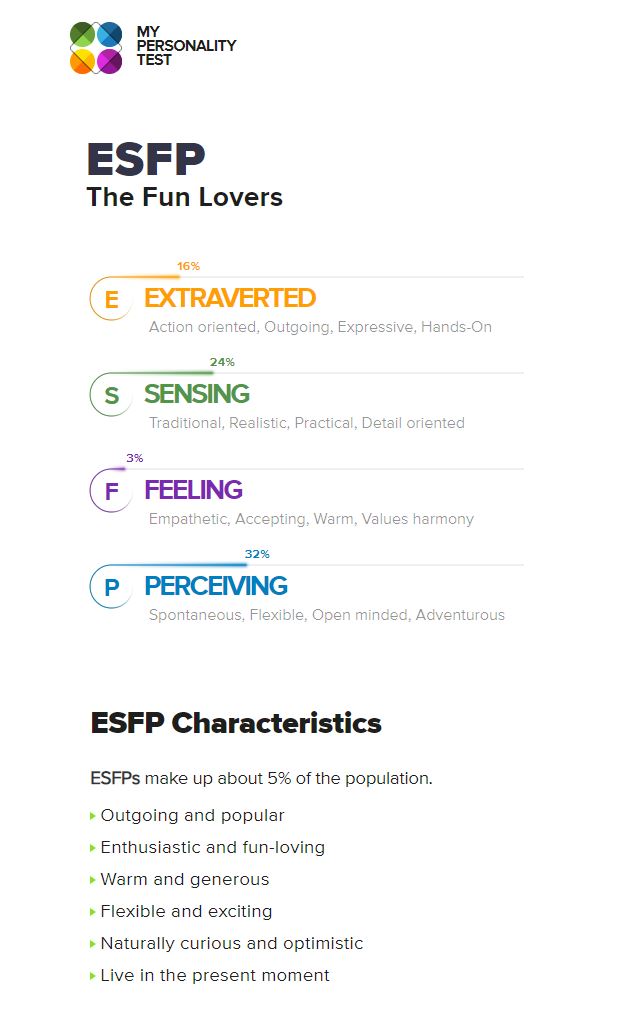 MY
PERSONALITY
TEST
ESFP
The Fun Lovers
16%
E EXTRAVERTED
Action oriented, Outgoing, Expressive, Hands-On
24%
S SENSING
Traditional, Realistic, Practical, Detail oriented
3%
F FEELING
Empathetic, Accepting, Warm, Values harmony
32%
P PERCEIVING
Spontaneous, Flexible, Open minded, Adventurous
ESFP Characteristics
ESFPs make up about 5% of the population.
Outgoing and popular
Enthusiastic and fun-loving
Warm and generous
Flexible and exciting
Naturally curious and optimistic
Live in the present moment